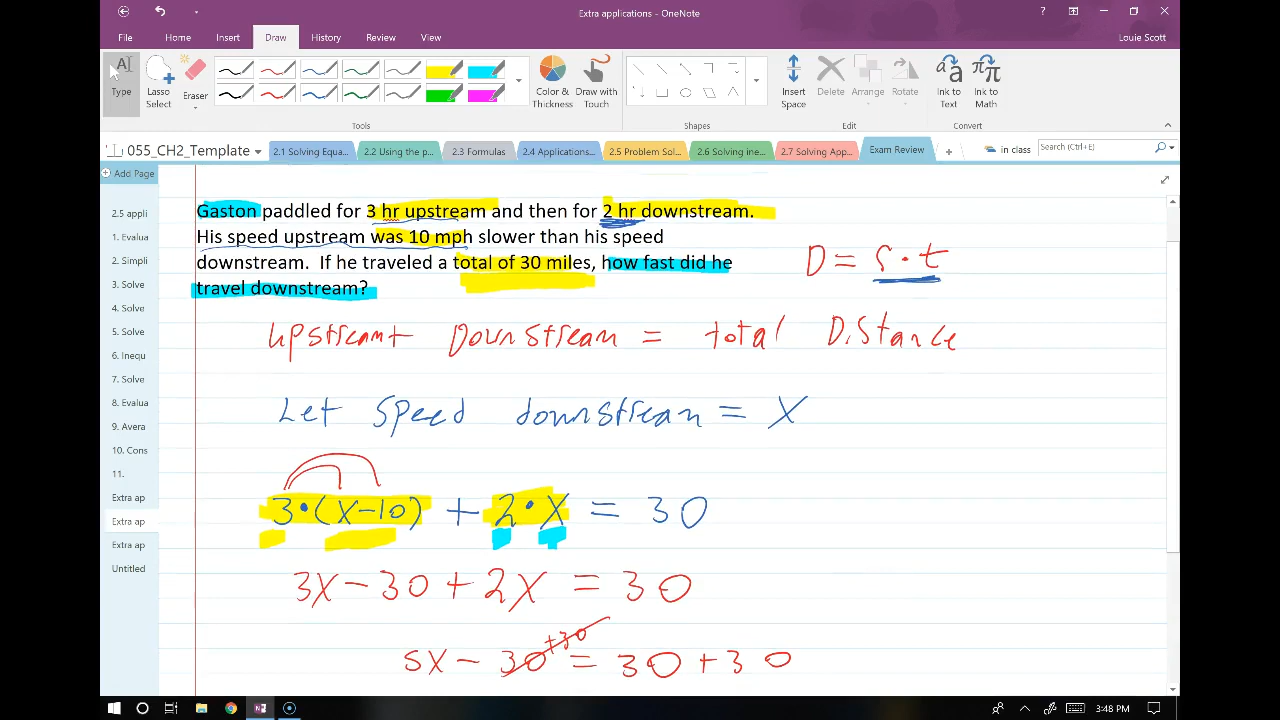 Extra applications - OneNote
?
File Home Insert Draw History Review View Louie Scott
Type Lasso Select Eraser Color & Thickness Draw with Touch Insert Space Delete Arrange Rotate Ink to Text Ink to Math
Tools Shapes Edit Convert
055_CH2_Template 2.1 Solving Equa... 2.2 Using the p... 2.3 Formulas 2.4 Applications... 2.5 Problem Sol... 2.6 Solving ine... 2.7 Solving App... Exam Review + in class Search (Ctrl+E)
Add Page
2.5 appli
1. Evalua
2. Simpli
3. Solve
4. Solve
5. Solve
6. Inequ
7. Solve
8. Evalua
9. Avera
10. Cons
11.
Extra ap
Extra ap
Extra ap
Untitled
Gaston paddled for 3 hr upstream and then for 2 hr downstream.
His speed upstream was 10 mph slower than his speed
downstream. If he traveled a total of 30 miles, how fast did he
travel downstream?
D = r · t
Upstream + Downstream = total Distance
Let Speed downstream = X
3·(X-10) + 2·X = 30
3X - 30 + 2X = 30
5X - 30 +30 = 30 + 30
3:48 PM